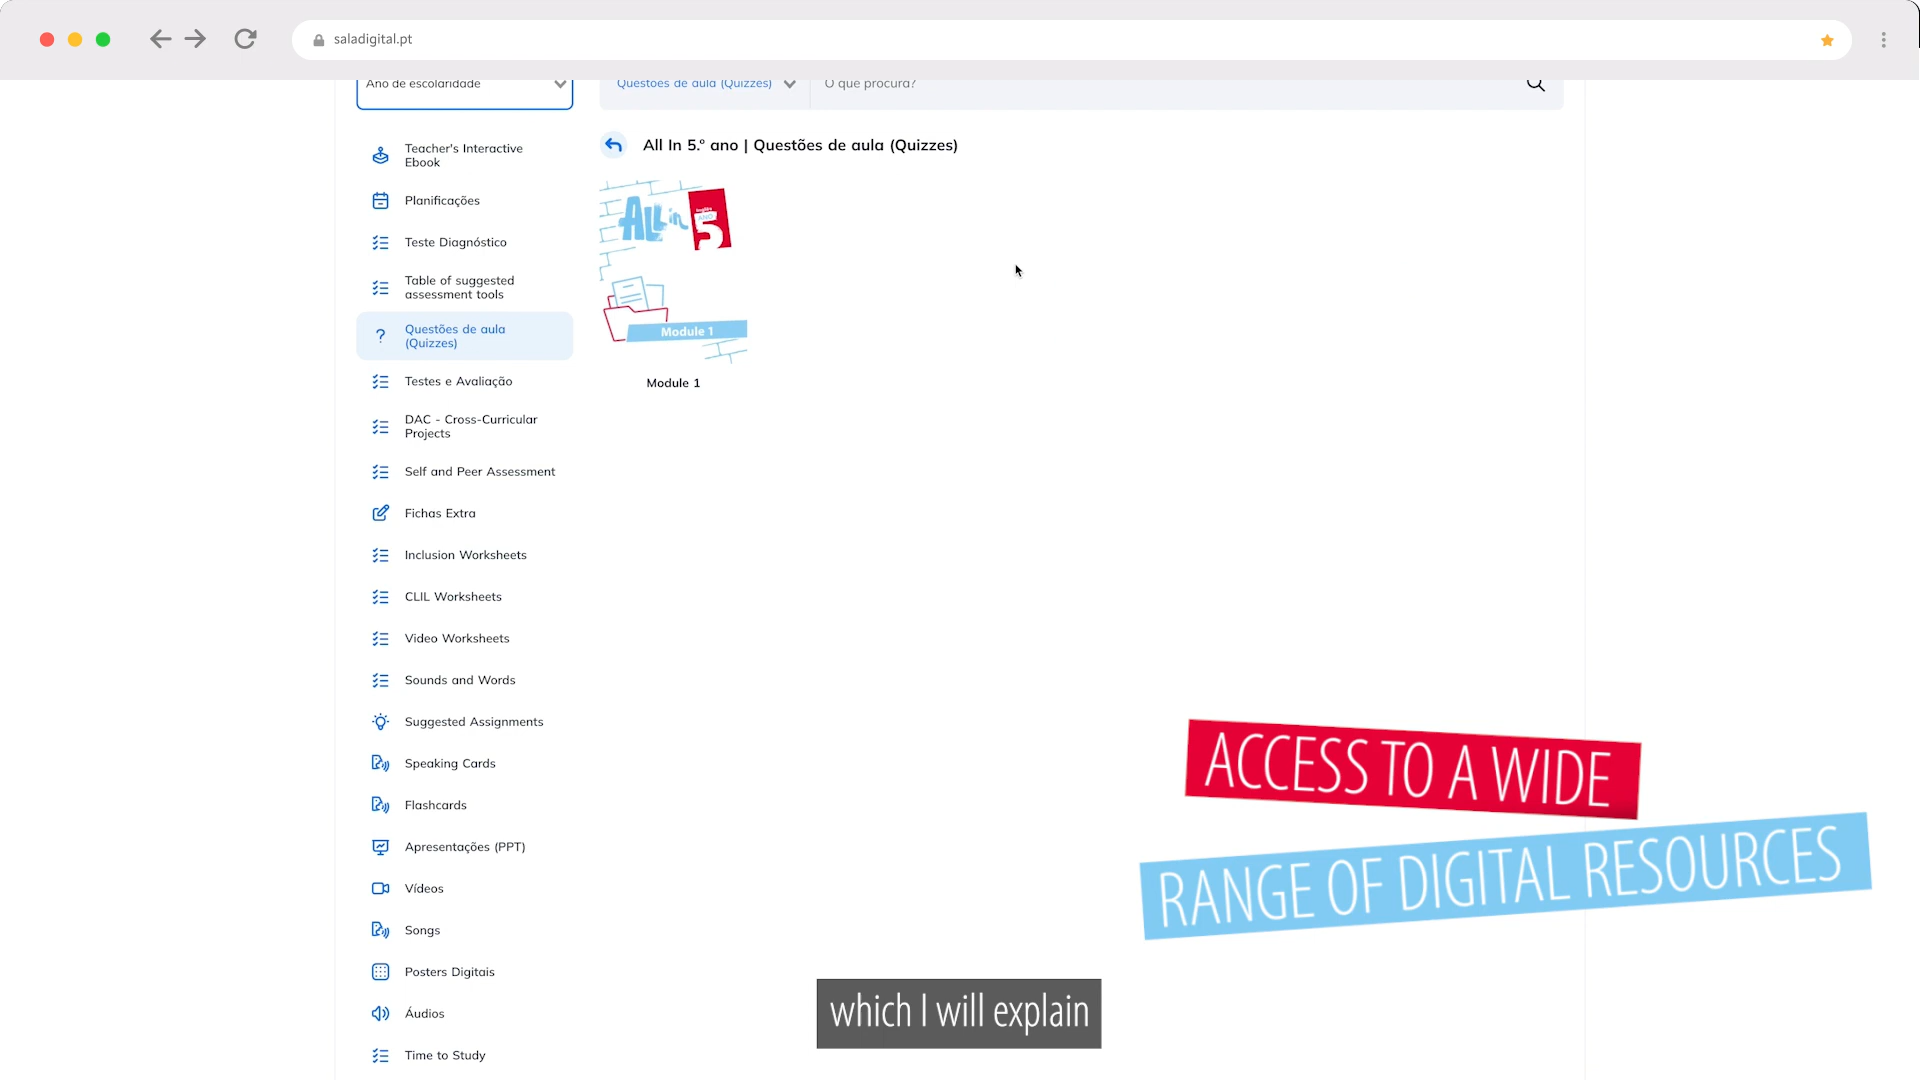 saladigital.pt
Ano de escolaridade
Questões de aula (Quizzes)
O que procura?
Teacher's Interactive
Ebook
Planificações
Teste Diagnóstico
Table of suggested
assessment tools
? Questões de aula
(Quizzes)
Testes e Avaliação
DAC - Cross-Curricular
Projects
Self and Peer Assessment
Fichas Extra
Inclusion Worksheets
CLIL Worksheets
Video Worksheets
Sounds and Words
Suggested Assignments
Speaking Cards
Flashcards
Apresentações (PPT)
Vídeos
Songs
Posters Digitais
Áudios
Time to Study
All In 5.º ano | Questões de aula (Quizzes)
All in
5
Module 1
Module 1
ACCESS TO A WIDE
RANGE OF DIGITAL RESOURCES
which I will explain